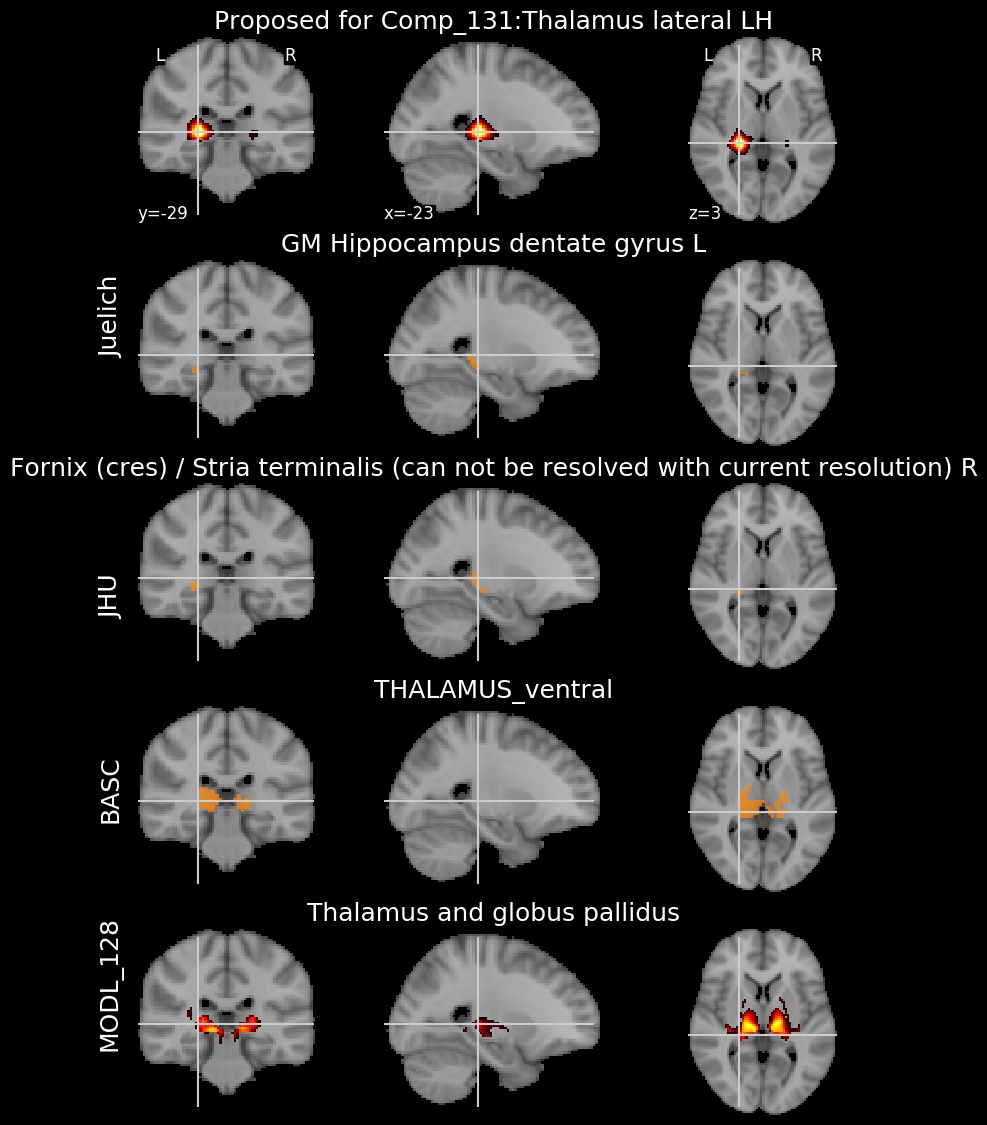 Proposed for Comp_131:Thalamus lateral LH
L R L R
y=-29 x=-23 z=3
GM Hippocampus dentate gyrus L
Juelich
Fornix (cres) / Stria terminalis (can not be resolved with current resolution) R
JHU
THALAMUS_ventral
BASC
Thalamus and globus pallidus
MODL_128